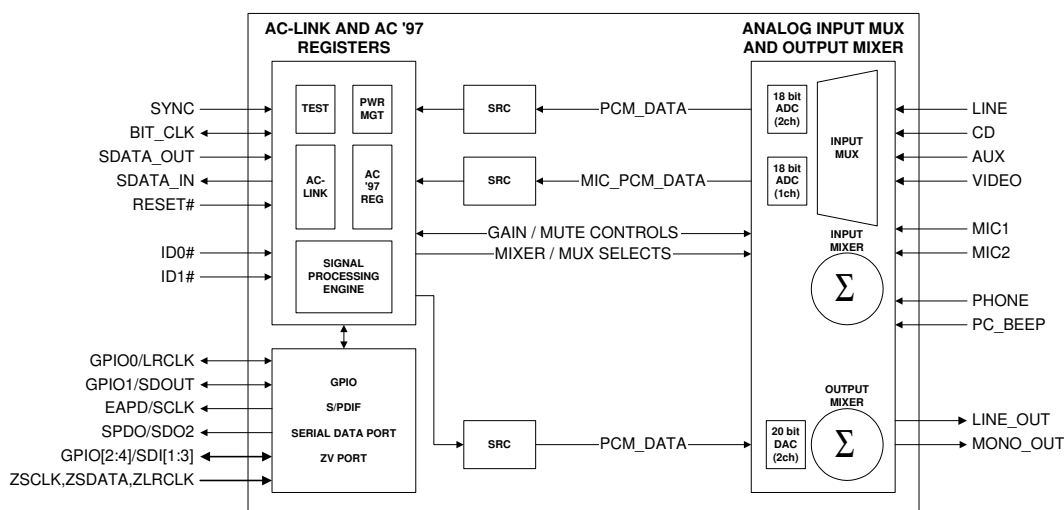 AC-LINK AND AC '97
REGISTERS
ANALOG INPUT MUX
AND OUTPUT MIXER
SYNC
BIT_CLK
SDATA_OUT
SDATA_IN
RESET#
ID0#
ID1#
TEST
PWR
MGT
AC-
LINK
AC
'97
REG
SIGNAL
PROCESSING
ENGINE
SRC
PCM_DATA
SRC
MIC_PCM_DATA
GAIN / MUTE CONTROLS
MIXER / MUX SELECTS
18 bit
ADC
(2ch)
18 bit
ADC
(1ch)
INPUT
MUX
INPUT
MIXER
Σ
LINE
CD
AUX
VIDEO
MIC1
MIC2
PHONE
PC_BEEP
GPIO0/LRCLK
GPIO1/SDOUT
EAPD/SCLK
SPDO/SDO2
GPIO[2:4]/SDI[1:3]
ZSCLK,ZSDATA,ZLRCLK
GPIO
S/PDIF
SERIAL DATA PORT
ZV PORT
SRC
PCM_DATA
20 bit
DAC
(2ch)
OUTPUT
MIXER
Σ
LINE_OUT
MONO_OUT